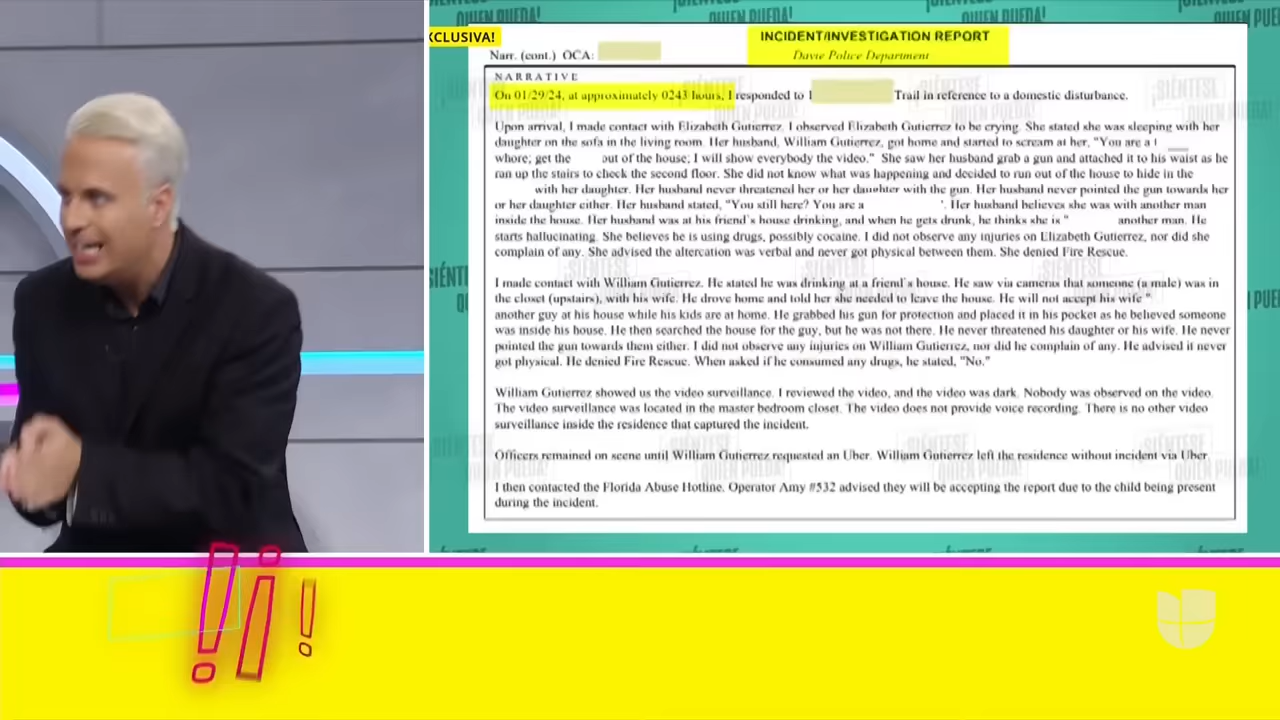 ¡SIÉNTESE
QUIEN PUEDA!
XCLUSIVA!
INCIDENT/INVESTIGATION REPORT
Narr. (cont.) OCA:
Davie Police Department
NARRATIVE
On 01/29/24, at approximately 0243 hours, I responded to 1 Trail in reference to a domestic disturbance.
Upon arrival, I made contact with Elizabeth Gutierrez. I observed Elizabeth Gutierrez to be crying. She stated she was sleeping with her
daughter on the sofa in the living room. Her husband, William Gutierrez, got home and started to scream at her, "You are a
whore; get the out of the house; I will show everybody the video." She saw her husband grab a gun and attached it to his waist as he
ran up the stairs to check the second floor. She did not know what was happening and decided to run out of the house to hide in the
with her daughter. Her husband never threatened her or her daughter with the gun. Her husband never pointed the gun towards her
or her daughter either. Her husband stated, "You still here? You are a '. Her husband believes she was with another man
inside the house. Her husband was at his friend's house drinking, and when he gets drunk, he thinks she is " another man. He
starts hallucinating. She believes he is using drugs, possibly cocaine. I did not observe any injuries on Elizabeth Gutierrez, nor did she
complain of any. She advised the altercation was verbal and never got physical between them. She denied Fire Rescue.
I made contact with William Gutierrez. He stated he was drinking at a friend's house. He saw via cameras that someone (a male) was in
the closet (upstairs), with his wife. He drove home and told her she needed to leave the house. He will not accept his wife "
another guy at his house while his kids are at home. He grabbed his gun for protection and placed it in his pocket as he believed someone
was inside his house. He then searched the house for the guy, but he was not there. He never threatened his daughter or his wife. He never
pointed the gun towards them either. I did not observe any injuries on William Gutierrez, nor did he complain of any. He advised it never
got physical. He denied Fire Rescue. When asked if he consumed any drugs, he stated, "No."
William Gutierrez showed us the video surveillance. I reviewed the video, and the video was dark. Nobody was observed on the video.
The video surveillance was located in the master bedroom closet. The video does not provide voice recording. There is no other video
surveillance inside the residence that captured the incident.
Officers remained on scene until William Gutierrez requested an Uber. William Gutierrez left the residence without incident via Uber.
I then contacted the Florida Abuse Hotline. Operator Amy #532 advised they will be accepting the report due to the child being present
during the incident.